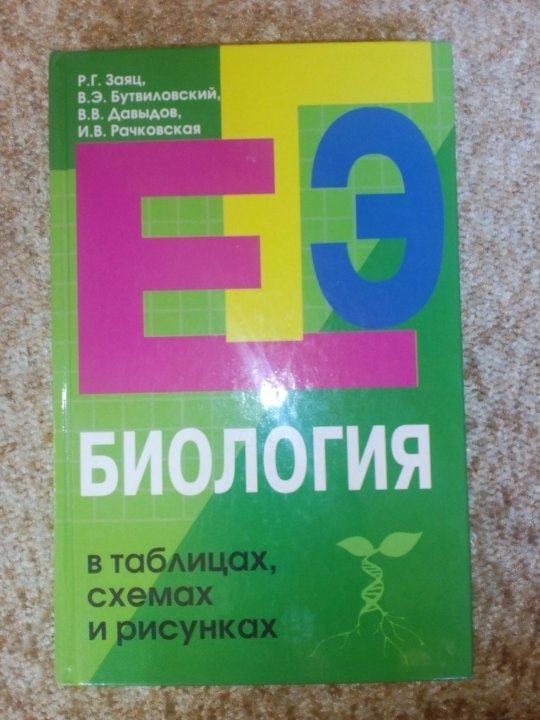 Р.Г. Заяц,
В.Э. Бутвиловский,
В.В. Давыдов,
И.В. Рачковская
ЕГЭ
БИОЛОГИЯ
в таблицах,
схемах
и рисунках